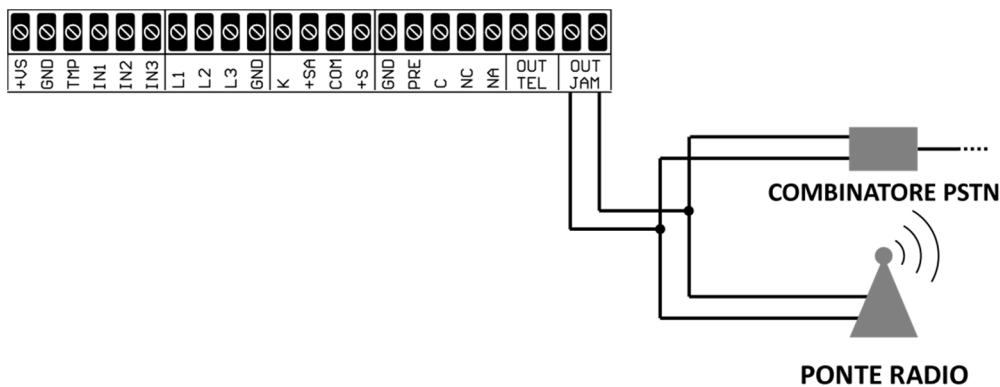 +VS GND TMP IN1 IN2 IN3 L1 L2 L3 GND K +SA COM +S GND PRE C NC NA OUT TEL OUT JAM
COMBINATORE PSTN
PONTE RADIO